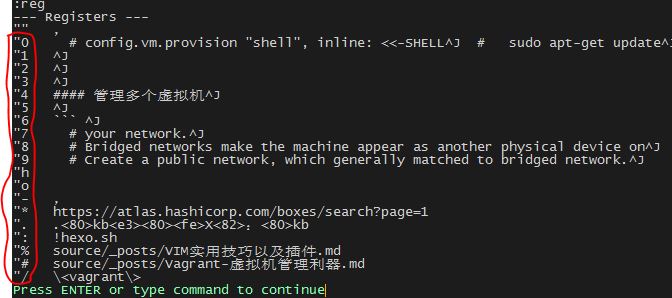 :reg
--- Registers ---
""   ,
"0   # config.vm.provision "shell", inline: <<-SHELL^J  #   sudo apt-get update^J
"1   ^J
"2   ^J
"3   ^J
"4   #### 管理多个虚拟机^J
"5   ^J
"6   ``` ^J
"7     # your network.^J
"8     # Bridged networks make the machine appear as another physical device on^J
"9     # Create a public network, which generally matched to bridged network.^J
"h
"o
"-   ,
"*   https://atlas.hashicorp.com/boxes/search?page=1
".   .<80>kb<e3><80><fe>X<82>; <80>kb
":   !hexo.sh
"%   source/_posts/VIM实用技巧以及插件.md
"#   source/_posts/Vagrant-虚拟机管理利器.md
"/   \<vagrant\>
Press ENTER or type command to continue